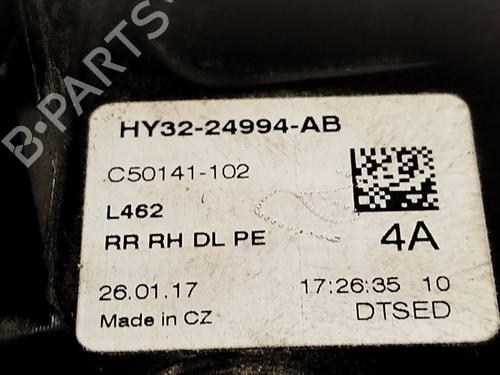 B-PARTS
HY32-24994-AB
C50141-102
L462
RR RH DL PE
4A
26.01.17
17:26:35 10
Made in CZ
DTSED